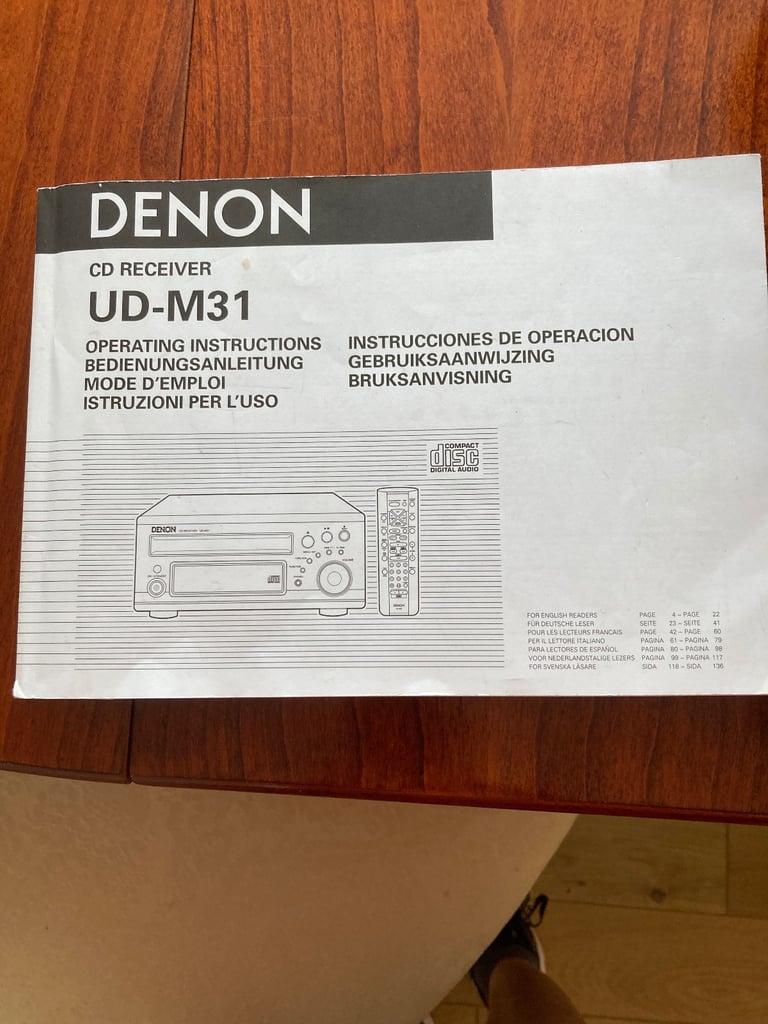 DENON
CD RECEIVER
UD-M31
OPERATING INSTRUCTIONS
BEDIENUNGSANLEITUNG
MODE D'EMPLOI
ISTRUZIONI PER L'USO
INSTRUCCIONES DE OPERACION
GEBRUIKSAANWIJZING
BRUKSANVISNING
COMPACT
disc
DIGITAL AUDIO
DENON
VOLUME
DENON
FOR ENGLISH READERS PAGE 4 – PAGE 22
FÜR DEUTSCHE LESER SEITE 23 – SEITE 41
POUR LES LECTEURS FRANCAIS PAGE 42 – PAGE 60
PER IL LETTORE ITALIANO PAGINA 61 – PAGINA 79
PARA LECTORES DE ESPAÑOL PAGINA 80 – PAGINA 98
VOOR NEDERLANDSTALIGE LEZERS PAGINA 99 – PAGINA 117
FOR SVENSKA LÄSARE SIDA 118 – SIDA 136